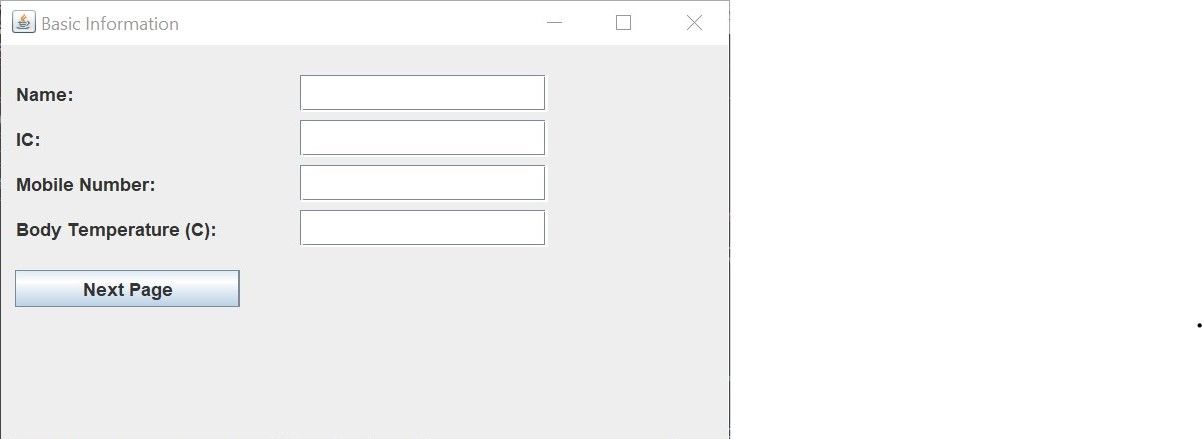 Basic Information
Name:
IC:
Mobile Number:
Body Temperature (C):
Next Page
.